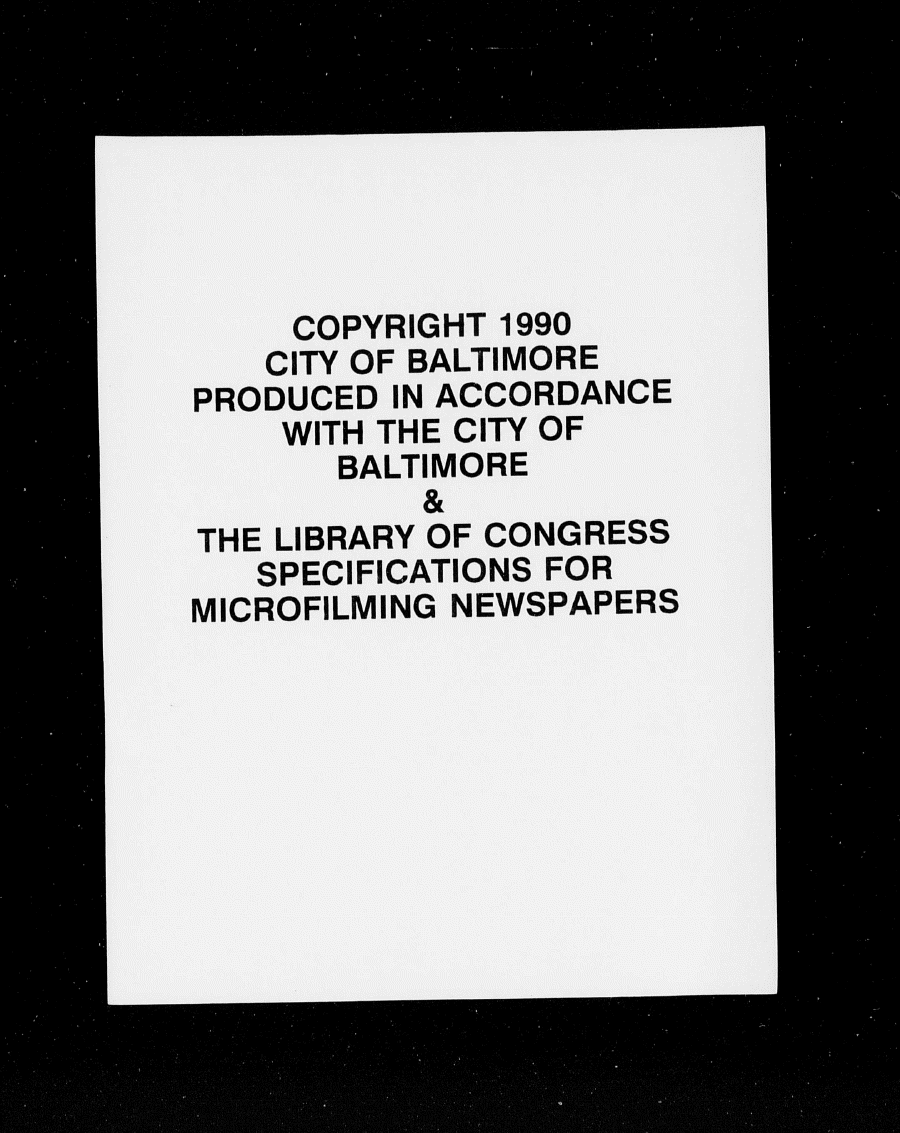 COPYRIGHT 1990
CITY OF BALTIMORE
PRODUCED IN ACCORDANCE
WITH THE CITY OF
BALTIMORE
&
THE LIBRARY OF CONGRESS
SPECIFICATIONS FOR
MICROFILMING NEWSPAPERS